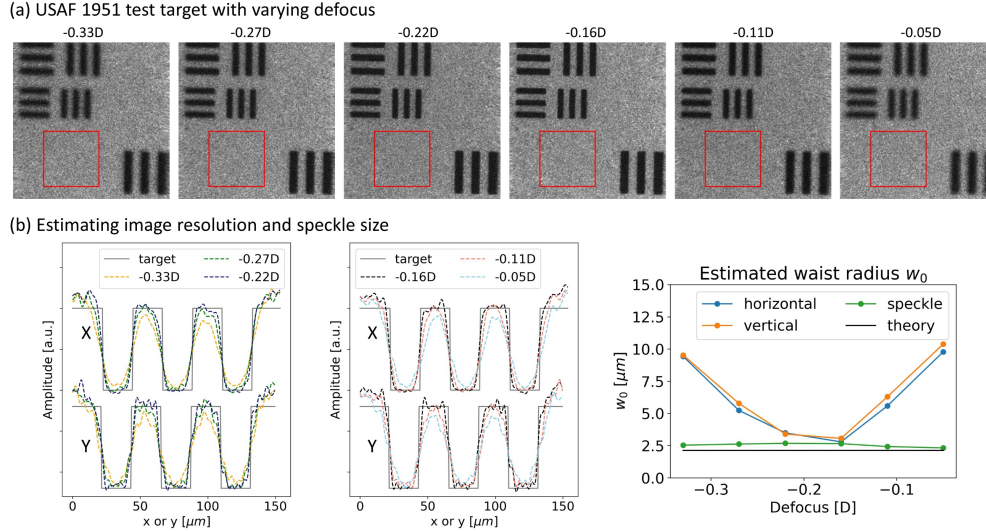 (a) USAF 1951 test target with varying defocus
-0.33D -0.27D -0.22D -0.16D -0.11D -0.05D
(b) Estimating image resolution and speckle size
target -0.27D
-0.33D -0.22D
X
Y
Amplitude [a.u.]
0 50 100 150
x or y [μm]
target -0.11D
-0.16D -0.05D
X
Y
Amplitude [a.u.]
0 50 100 150
x or y [μm]
Estimated waist radius w₀
horizontal speckle
vertical theory
15.0
12.5
10.0
7.5
5.0
2.5
0.0
w₀ [μm]
−0.3 −0.2 −0.1
Defocus [D]